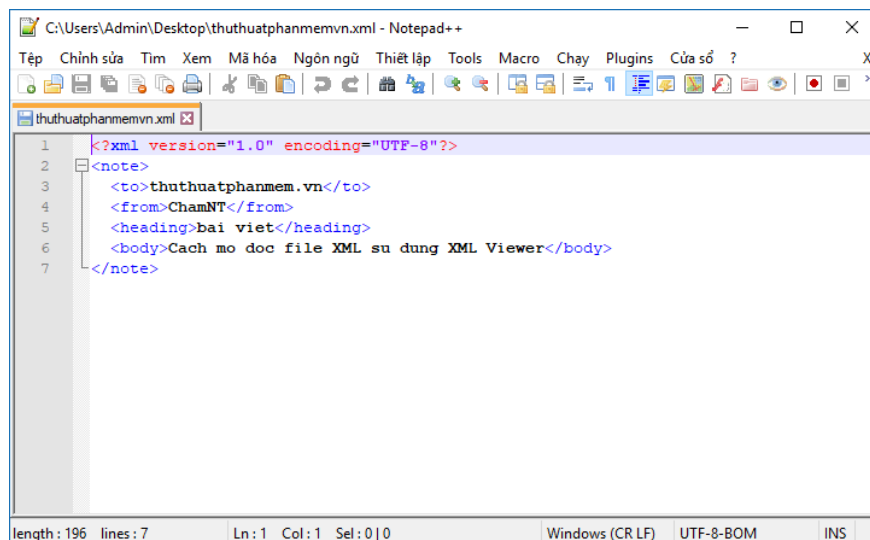 C:\Users\Admin\Desktop\thuthuatphanmemvn.xml - Notepad++
Tệp Chỉnh sửa Tìm Xem Mã hóa Ngôn ngữ Thiết lập Tools Macro Chạy Plugins Cửa sổ ? X
thuthuatphanmemvn.xml
1 <?xml version="1.0" encoding="UTF-8"?>
2 <note>
3 <to>thuthuatphanmem.vn</to>
4 <from>ChamNT</from>
5 <heading>bai viet</heading>
6 <body>Cach mo doc file XML su dung XML Viewer</body>
7 </note>
length : 196 lines : 7 Ln : 1 Col : 1 Sel : 0 | 0 Windows (CR LF) UTF-8-BOM INS